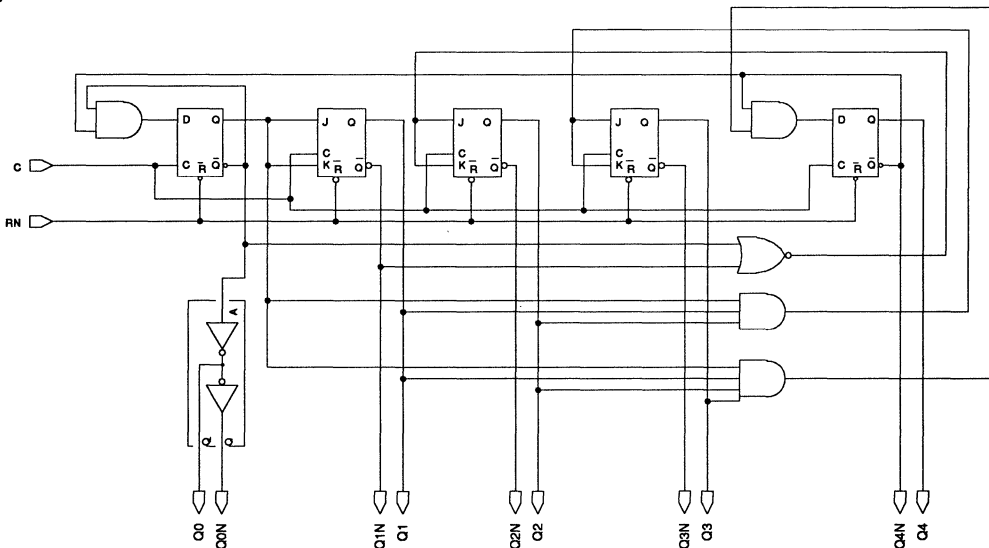 D Q
C R Q
J Q
C
K R Q
J Q
C
K R Q
J Q
C
K R Q
D Q
C R Q
C
RN
A
Q Q
Q0
Q0N
Q1N
Q1
Q2N
Q2
Q3N
Q3
Q4N
Q4